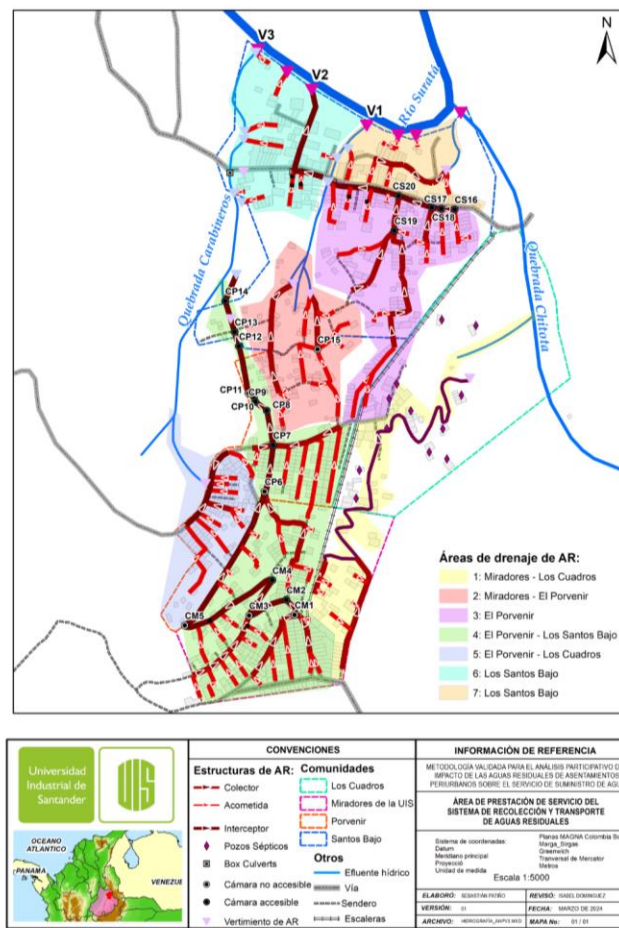 N
V3
V2
V1
Río Suratá
CS20
CS17
CS16
CS18
CS19
Quebrada Carabineros
Quebrada Chitota
CP14
CP13
CP12
CP15
CP11
CP9
CP10
CP8
CP7
CP6
CM4
CM2
CM3
CM1
CM5
Áreas de drenaje de AR:
1: Miradores - Los Cuadros
2: Miradores - El Porvenir
3: El Porvenir
4: El Porvenir - Los Santos Bajo
5: El Porvenir - Los Cuadros
6: Los Santos Bajo
7: Los Santos Bajo
Universidad
Industrial de
Santander
UIS
OCEANO
ATLANTICO
PANAMA
VENEZUE
CONVENCIONES
Estructuras de AR:
Colector
Acometida
Interceptor
Pozos Sépticos
Box Culverts
Cámara no accesible
Cámara accesible
Vertimiento de AR
Comunidades
Los Cuadros
Miradores de la UIS
Porvenir
Santos Bajo
Otros
Efluente hídrico
Vía
Sendero
Escaleras
INFORMACIÓN DE REFERENCIA
METODOLOGÍA VALIDADA PARA EL ANÁLISIS PARTICIPATIVO D
IMPACTO DE LAS AGUAS RESIDUALES DE ASENTAMIENTOS
PERIURBANOS SOBRE EL SERVICIO DE SUMINISTRO DE AGU
ÁREA DE PRESTACIÓN DE SERVICIO DEL
SISTEMA DE RECOLECCIÓN Y TRANSPORTE
DE AGUAS RESIDUALES
Sistema de coordenadas: Planas MAGNA Colombia Bo
Datum Marga_Sirgas
Meridiano principal Greenwich
Proyeció Tranversal de Mercator
Unidad de medida Metros
Escala 1:5000
ELABORÓ: SEBASTIÁN PATIÑO REVISÓ: ISABEL DOMINGUEZ
VERSIÓN: 01 FECHA: MARZO DE 2024
ARCHIVO: MAPA No: 01 / 01